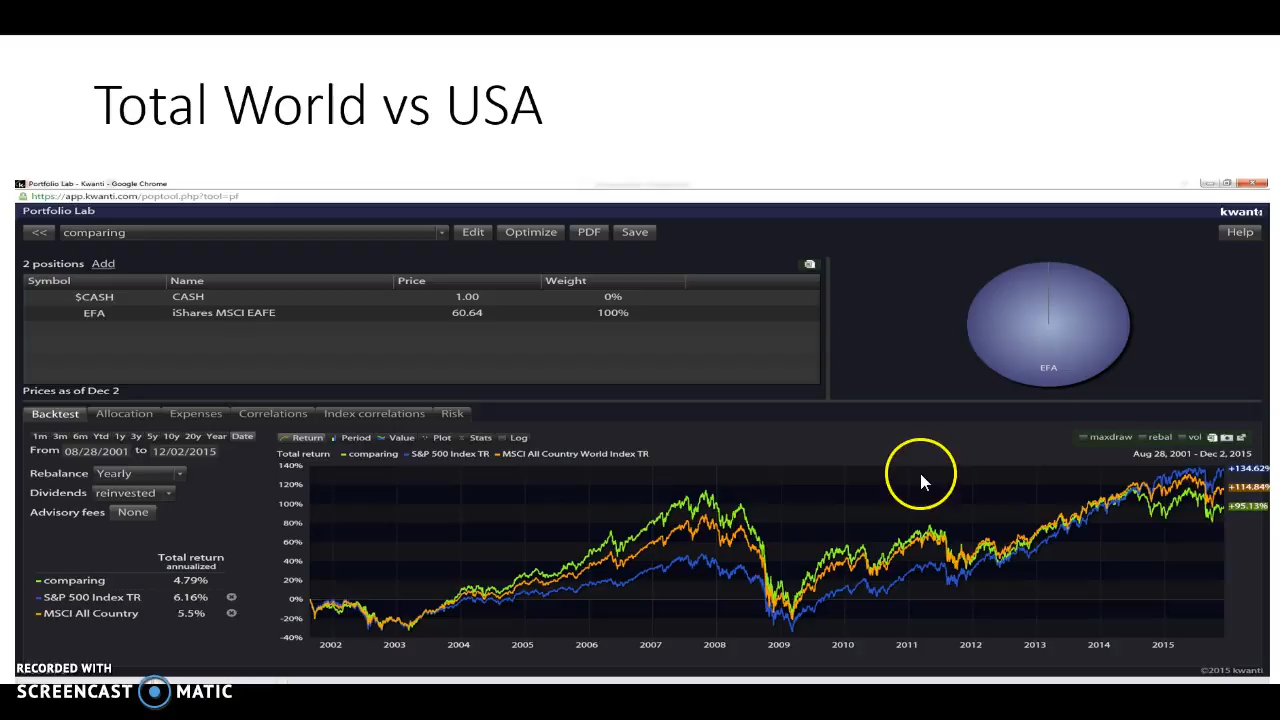 Total World vs USA
Portfolio Lab - Kwanti - Google Chrome
https://app.kwanti.com/poptool.php?tool=pf
Portfolio Lab
kwanti
<< comparing Edit Optimize PDF Save Help
2 positions Add
Symbol Name Price Weight
$CASH CASH 1.00 0%
EFA iShares MSCI EAFE 60.64 100%
EFA
Prices as of Dec 2
Backtest Allocation Expenses Correlations Index correlations Risk
1m 3m 6m Ytd 1y 3y 5y 10y 20y Year Date
From 08/28/2001 to 12/02/2015
Rebalance Yearly
Dividends reinvested
Advisory fees None
Total return
annualized
comparing 4.79%
S&P 500 Index TR 6.16%
MSCI All Country 5.5%
Return Period Value Plot Stats Log
maxdraw rebal vol
Total return comparing S&P 500 Index TR MSCI All Country World Index TR
Aug 28, 2001 - Dec 2, 2015
140%
120%
100%
80%
60%
40%
20%
0%
-20%
-40%
+134.62%
+114.84%
+95.13%
2002 2003 2004 2005 2006 2007 2008 2009 2010 2011 2012 2013 2014 2015
©2015 kwanti
RECORDED WITH
SCREENCAST MATIC